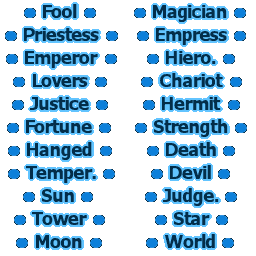 Fool Magician
Priestess Empress
Emperor Hiero.
Lovers Chariot
Justice Hermit
Fortune Strength
Hanged Death
Temper. Devil
Sun Judge.
Tower Star
Moon World